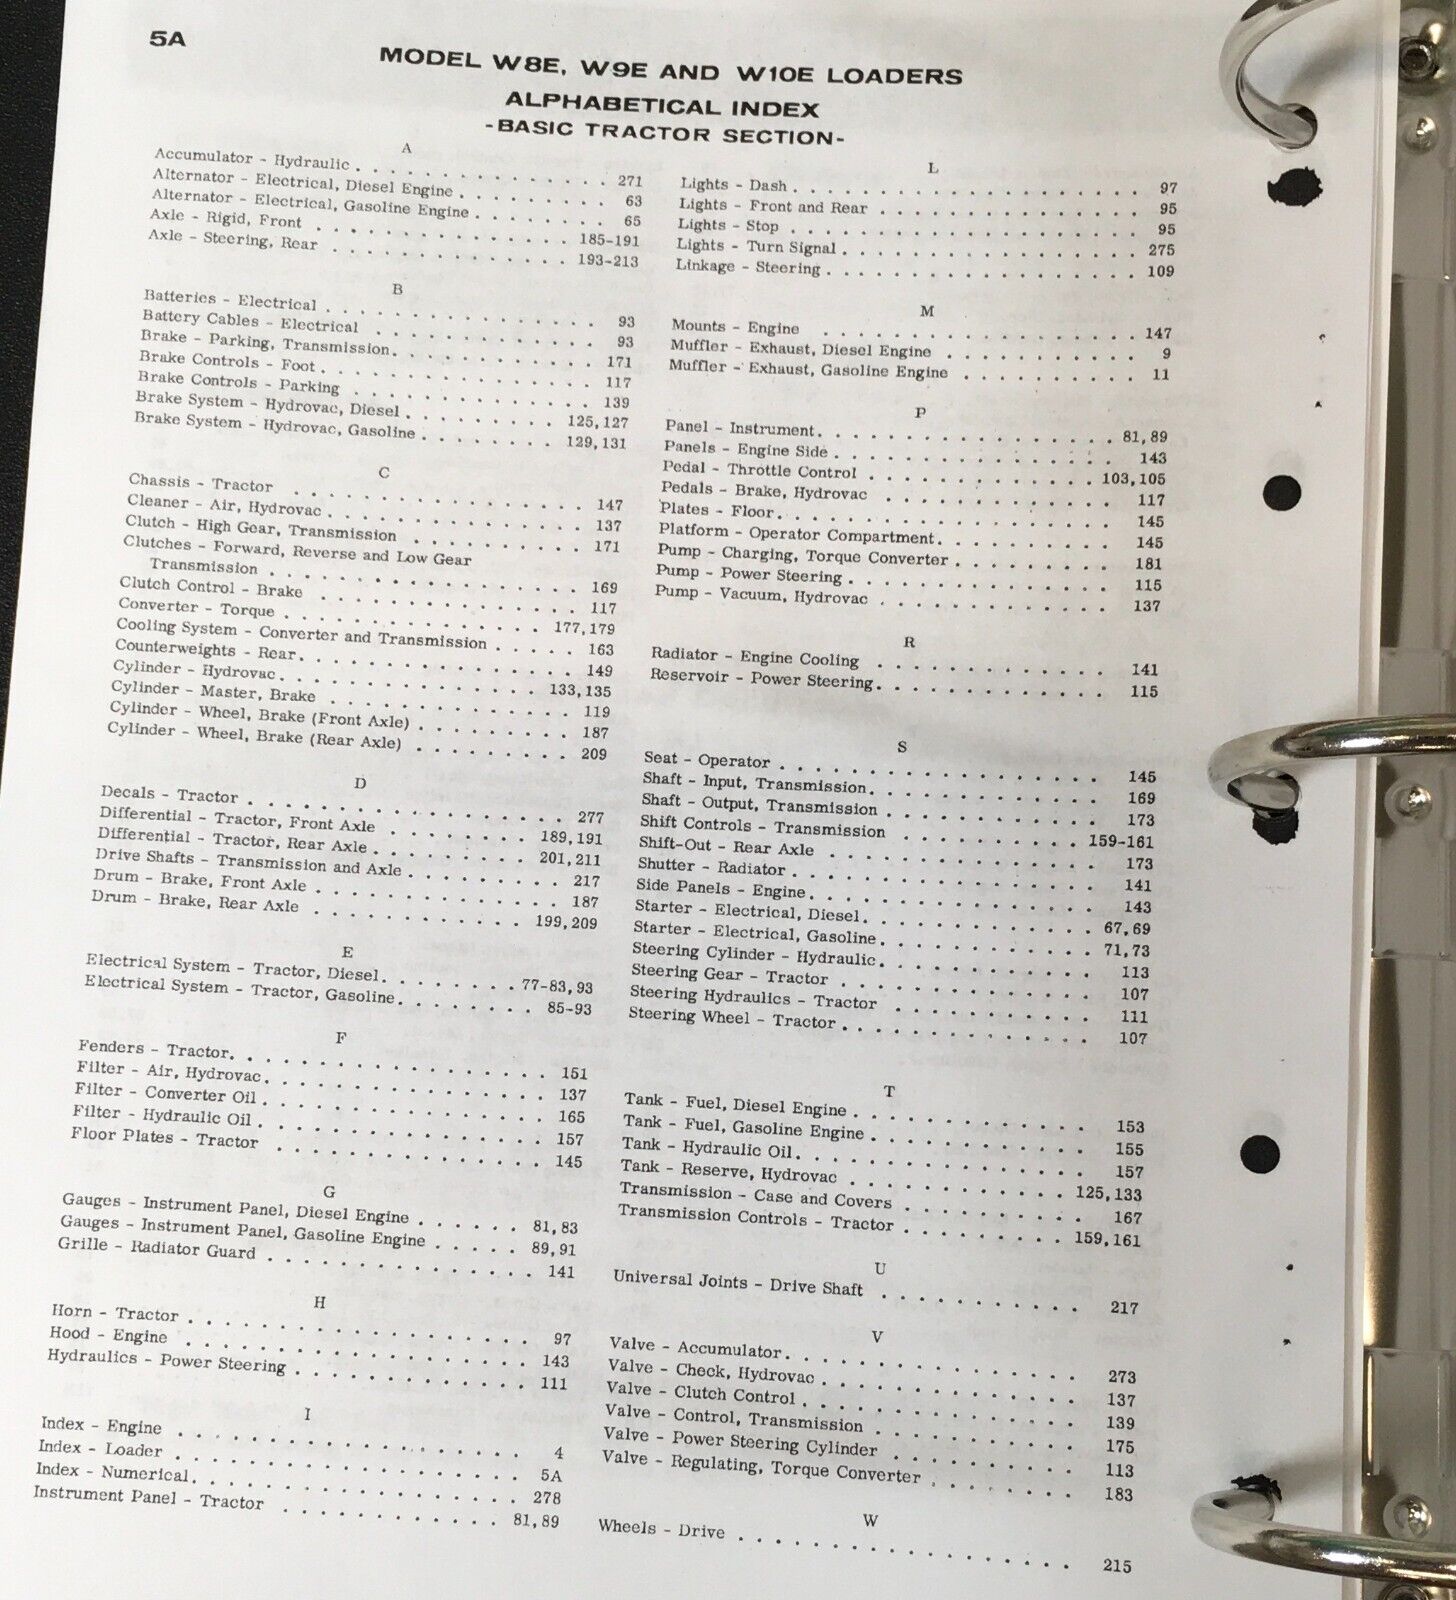 5A
MODEL W8E, W9E AND W10E LOADERS
ALPHABETICAL INDEX
-BASIC TRACTOR SECTION-
A
Accumulator - Hydraulic . . . . . . . . . . . . . . . 271
Alternator - Electrical, Diesel Engine . . . . . . . . . 63
Alternator - Electrical, Gasoline Engine . . . . . . . . 65
Axle - Rigid, Front . . . . . . . . . . . . . . . 185-191
Axle - Steering, Rear . . . . . . . . . . . . . . 193-213
B
Batteries - Electrical . . . . . . . . . . . . . . . . 93
Battery Cables - Electrical . . . . . . . . . . . . . 93
Brake - Parking, Transmission . . . . . . . . . . . . 171
Brake Controls - Foot . . . . . . . . . . . . . . . . 117
Brake Controls - Parking . . . . . . . . . . . . . . 139
Brake System - Hydrovac, Diesel . . . . . . . . 125,127
Brake System - Hydrovac, Gasoline . . . . . . . . 129,131
C
Chassis - Tractor . . . . . . . . . . . . . . . . 147
Cleaner - Air, Hydrovac . . . . . . . . . . . . . . 137
Clutch - High Gear, Transmission . . . . . . . . . . 171
Clutches - Forward, Reverse and Low Gear
Transmission . . . . . . . . . . . . . . . . . 169
Clutch Control - Brake . . . . . . . . . . . . . . 117
Converter - Torque . . . . . . . . . . . . . . 177,179
Cooling System - Converter and Transmission . . . . . 163
Counterweights - Rear . . . . . . . . . . . . . . . 149
Cylinder - Hydrovac . . . . . . . . . . . . . . 133,135
Cylinder - Master, Brake . . . . . . . . . . . . . . 119
Cylinder - Wheel, Brake (Front Axle) . . . . . . . . . 187
Cylinder - Wheel, Brake (Rear Axle) . . . . . . . . . 209
D
Decals - Tractor . . . . . . . . . . . . . . . . . 277
Differential - Tractor, Front Axle . . . . . . . . 189,191
Differential - Tractor, Rear Axle . . . . . . . . . 201,211
Drive Shafts - Transmission and Axle . . . . . . . . . 217
Drum - Brake, Front Axle . . . . . . . . . . . . . . 187
Drum - Brake, Rear Axle . . . . . . . . . . . . 199,209
E
Electrical System - Tractor, Diesel . . . . . . . . 77-83,93
Electrical System - Tractor, Gasoline . . . . . . . . 85-93
F
Fenders - Tractor . . . . . . . . . . . . . . . . . 151
Filter - Air, Hydrovac . . . . . . . . . . . . . . . 137
Filter - Converter Oil . . . . . . . . . . . . . . . 165
Filter - Hydraulic Oil . . . . . . . . . . . . . . . 157
Floor Plates - Tractor . . . . . . . . . . . . . . . 145
G
Gauges - Instrument Panel, Diesel Engine . . . . . . 81,83
Gauges - Instrument Panel, Gasoline Engine . . . . . 89,91
Grille - Radiator Guard . . . . . . . . . . . . . . . 141
H
Horn - Tractor . . . . . . . . . . . . . . . . . . 97
Hood - Engine . . . . . . . . . . . . . . . . . . 143
Hydraulics - Power Steering . . . . . . . . . . . . . 111
I
Index - Engine . . . . . . . . . . . . . . . . . . 4
Index - Loader . . . . . . . . . . . . . . . . . . 5A
Index - Numerical . . . . . . . . . . . . . . . . . 278
Instrument Panel - Tractor . . . . . . . . . . . . 81,89
L
Lights - Dash . . . . . . . . . . . . . . . . . . 97
Lights - Front and Rear . . . . . . . . . . . . . . 95
Lights - Stop . . . . . . . . . . . . . . . . . . 95
Lights - Turn Signal . . . . . . . . . . . . . . . 275
Linkage - Steering . . . . . . . . . . . . . . . . 109
M
Mounts - Engine . . . . . . . . . . . . . . . . 147
Muffler - Exhaust, Diesel Engine . . . . . . . . . . . 9
Muffler - Exhaust, Gasoline Engine . . . . . . . . . . 11
P
Panel - Instrument . . . . . . . . . . . . . . . . 81,89
Panels - Engine Side . . . . . . . . . . . . . . . 143
Pedal - Throttle Control . . . . . . . . . . . . 103,105
Pedals - Brake, Hydrovac . . . . . . . . . . . . . 117
Plates - Floor . . . . . . . . . . . . . . . . . . 145
Platform - Operator Compartment . . . . . . . . . . 145
Pump - Charging, Torque Converter . . . . . . . . . 181
Pump - Power Steering . . . . . . . . . . . . . . . 115
Pump - Vacuum, Hydrovac . . . . . . . . . . . . . 137
R
Radiator - Engine Cooling . . . . . . . . . . . . . 141
Reservoir - Power Steering . . . . . . . . . . . . . 115
S
Seat - Operator . . . . . . . . . . . . . . . . . 145
Shaft - Input, Transmission . . . . . . . . . . . . . 169
Shaft - Output, Transmission . . . . . . . . . . . . 173
Shift Controls - Transmission . . . . . . . . . 159-161
Shift-Out - Rear Axle . . . . . . . . . . . . . . . 173
Shutter - Radiator . . . . . . . . . . . . . . . . 141
Side Panels - Engine . . . . . . . . . . . . . . . 143
Starter - Electrical, Diesel . . . . . . . . . . . . 67,69
Starter - Electrical, Gasoline . . . . . . . . . . . 71,73
Steering Cylinder - Hydraulic . . . . . . . . . . . . 113
Steering Gear - Tractor . . . . . . . . . . . . . . 107
Steering Hydraulics - Tractor . . . . . . . . . . . 111
Steering Wheel - Tractor . . . . . . . . . . . . . . 107
T
Tank - Fuel, Diesel Engine . . . . . . . . . . . . . 153
Tank - Fuel, Gasoline Engine . . . . . . . . . . . . 155
Tank - Hydraulic Oil . . . . . . . . . . . . . . . . 157
Tank - Reserve, Hydrovac . . . . . . . . . . . . 125,133
Transmission - Case and Covers . . . . . . . . . . 167
Transmission Controls - Tractor . . . . . . . . 159,161
U
Universal Joints - Drive Shaft . . . . . . . . . . . 217
V
Valve - Accumulator . . . . . . . . . . . . . . . . 273
Valve - Check, Hydrovac . . . . . . . . . . . . . . 137
Valve - Clutch Control . . . . . . . . . . . . . . . 139
Valve - Control, Transmission . . . . . . . . . . . . 175
Valve - Power Steering Cylinder . . . . . . . . . . 113
Valve - Regulating, Torque Converter . . . . . . . . 183
W
Wheels - Drive . . . . . . . . . . . . . . . . . . 215